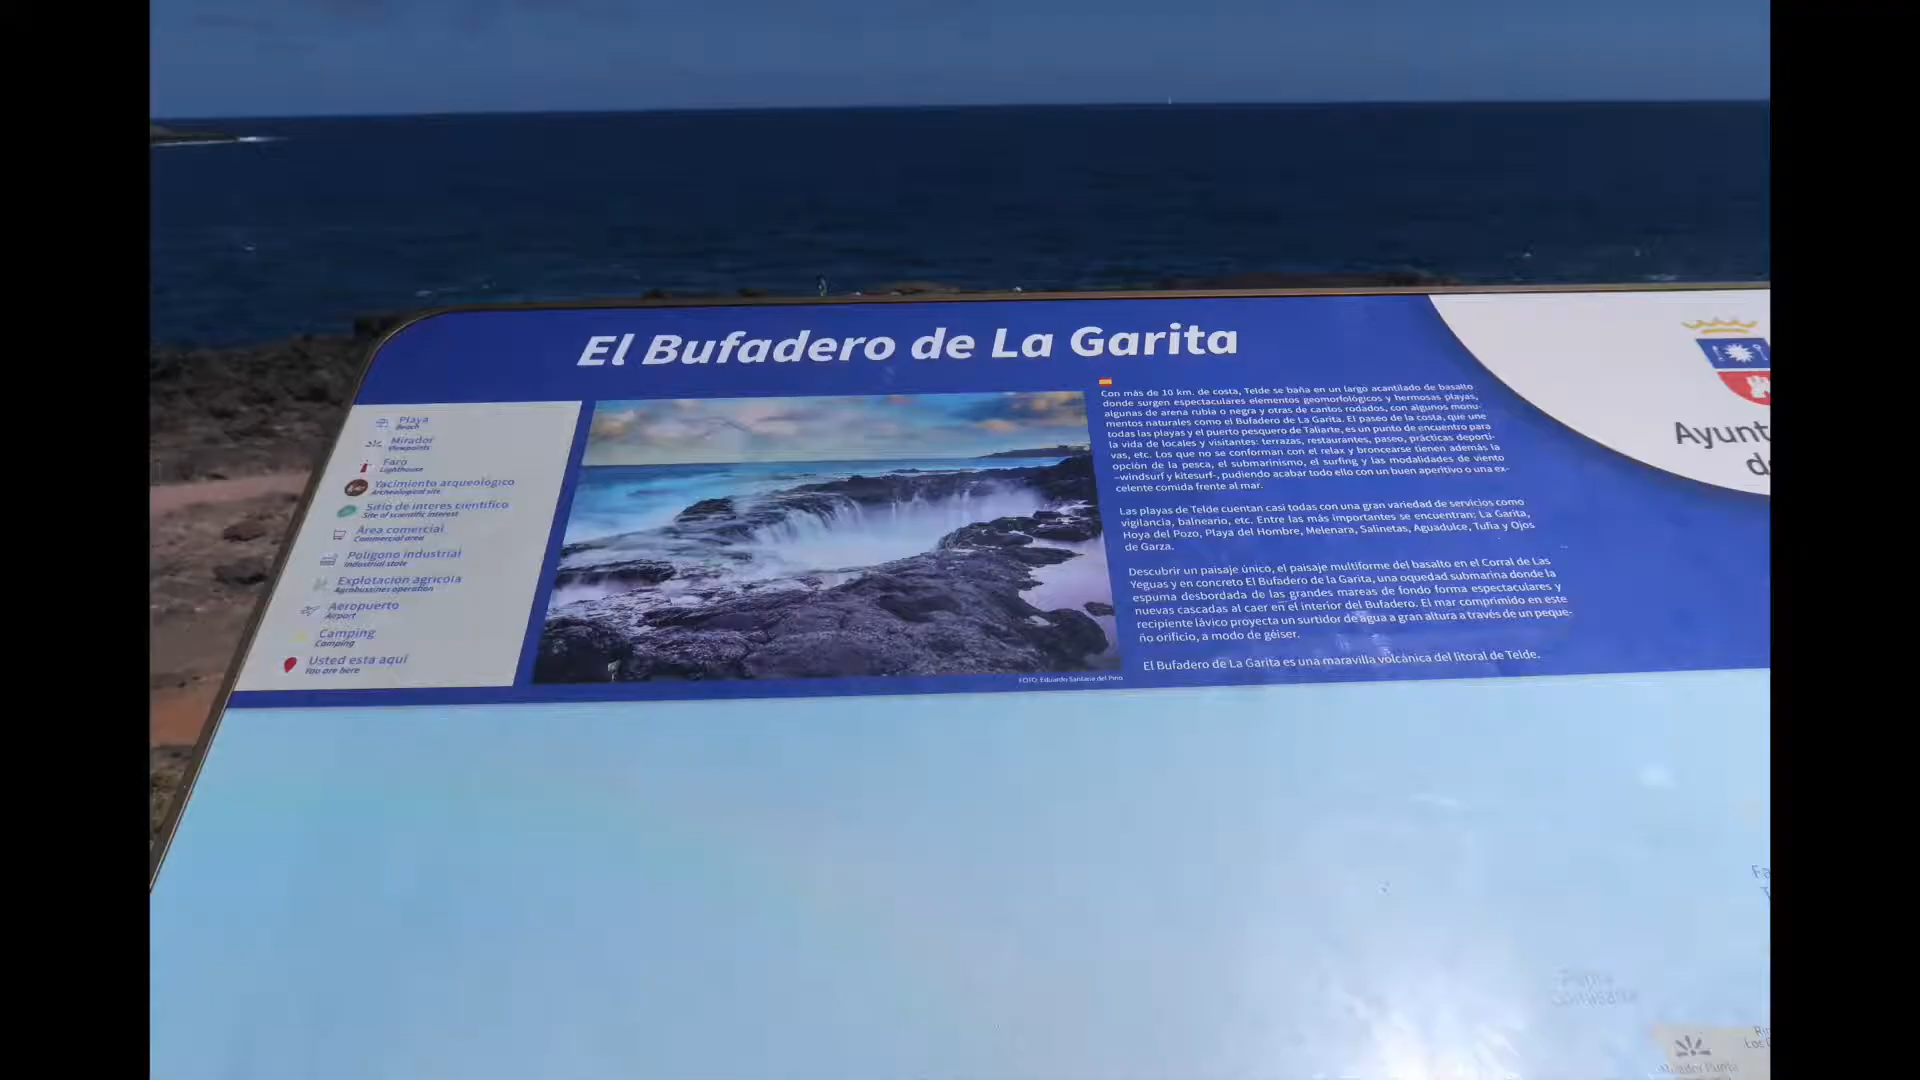 El Bufadero de La Garita
Playa
Beach
Mirador
Viewpoints
Faro
Lighthouse
Yacimiento arqueológico
Archeological site
Sitio de interes científico
Site of scientific interest
Área comercial
Commercial area
Polígono industrial
Industrial state
Explotación agrícola
Agrobussines operation
Aeropuerto
Airport
Camping
Camping
Usted esta aquí
You are here
FOTO: Eduardo Santana del Pino
Con más de 10 km. de costa, Telde se baña en un largo acantilado de basalto
donde surgen espectaculares elementos geomorfológicos y hermosas playas,
algunas de arena rubia o negra y otras de cantos rodados, con algunos monu-
mentos naturales como el Bufadero de La Garita. El paseo de la costa, que une
todas las playas y el puerto pesquero de Taliarte, es un punto de encuentro para
la vida de locales y visitantes: terrazas, restaurantes, paseo, prácticas deporti-
vas, etc. Los que no se conforman con el relax y broncearse tienen además la
opción de la pesca, el submarinismo, el surfing y las modalidades de viento
–windsurf y kitesurf-, pudiendo acabar todo ello con un buen aperitivo o una ex-
celente comida frente al mar.
Las playas de Telde cuentan casi todas con una gran variedad de servicios como
vigilancia, balneario, etc. Entre las más importantes se encuentran: La Garita,
Hoya del Pozo, Playa del Hombre, Melenara, Salinetas, Aguadulce, Tufia y Ojos
de Garza.
Descubrir un paisaje único, el paisaje multiforme del basalto en el Corral de Las
Yeguas y en concreto El Bufadero de la Garita, una oquedad submarina donde la
espuma desbordada de las grandes mareas de fondo forma espectaculares y
nuevas cascadas al caer en el interior del Bufadero. El mar comprimido en este
recipiente lávico proyecta un surtidor de agua a gran altura a través de un peque-
ño orificio, a modo de géiser.
El Bufadero de La Garita es una maravilla volcánica del litoral de Telde.
Ayunt
d
Fa
Punta
Mirador Punta